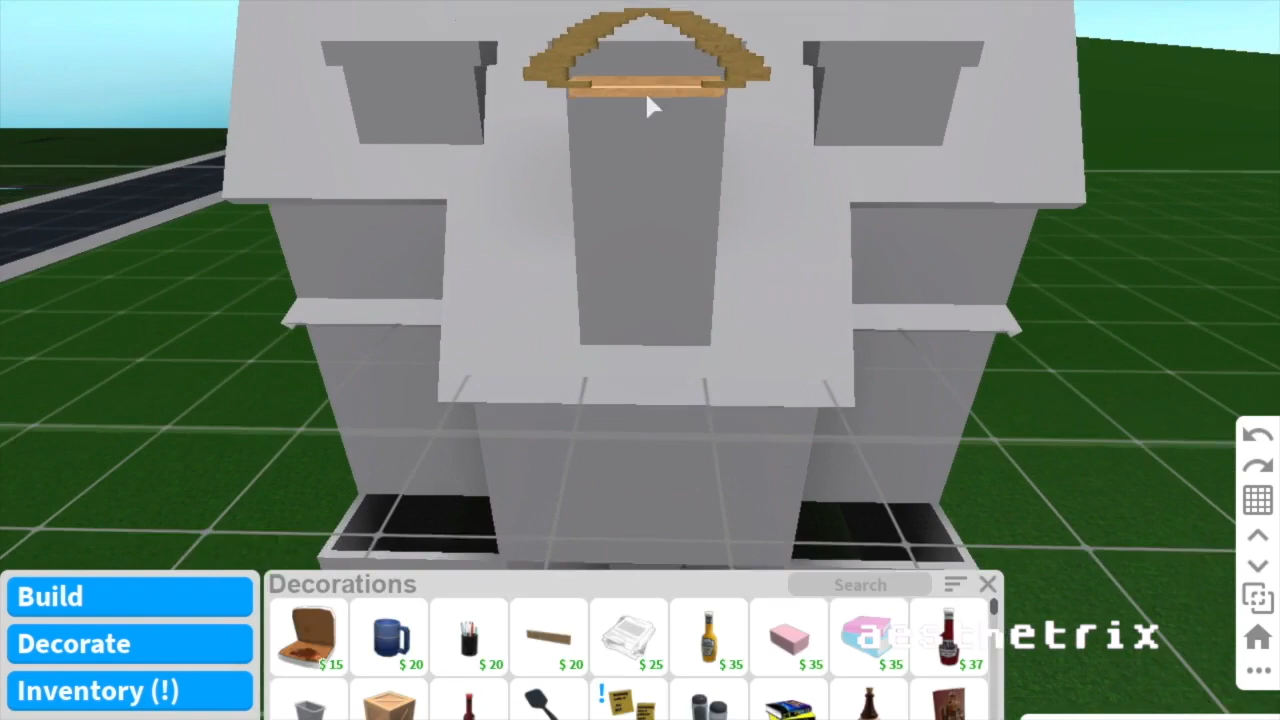 Build
Decorate
Inventory (!)
Decorations
Search
$ 15
$ 20
$ 20
$ 20
$ 25
$ 35
$ 35
$ 35
$ 37
aesthetrix
!